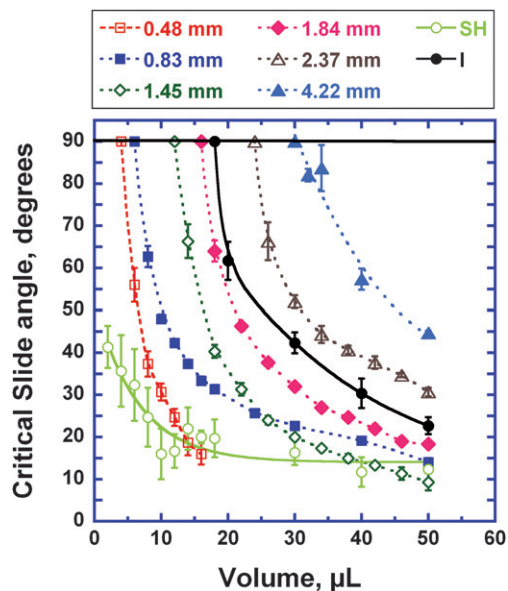 0.48 mm 1.84 mm SH
0.83 mm 2.37 mm I
1.45 mm 4.22 mm
Critical Slide angle, degrees
90
80
70
60
50
40
30
20
10
0
0 10 20 30 40 50 60
Volume, µL